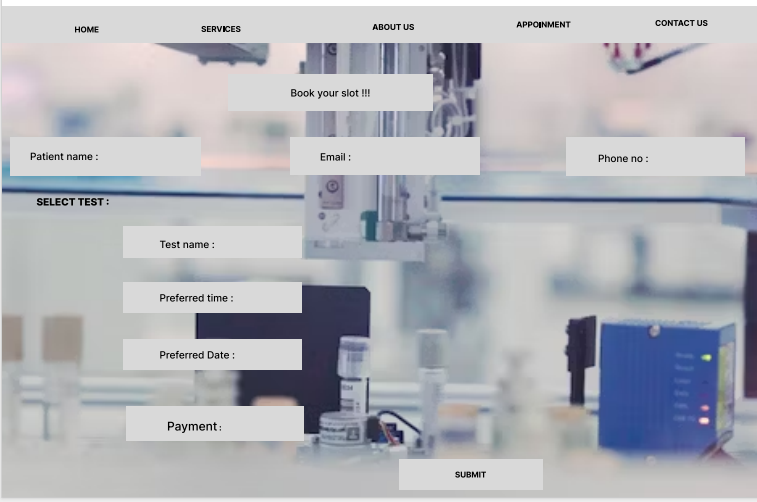 HOME SERVICES ABOUT US APPOINMENT CONTACT US
Book your slot !!!
Patient name : Email : Phone no :
SELECT TEST :
Test name :
Preferred time :
Preferred Date :
Payment :
SUBMIT